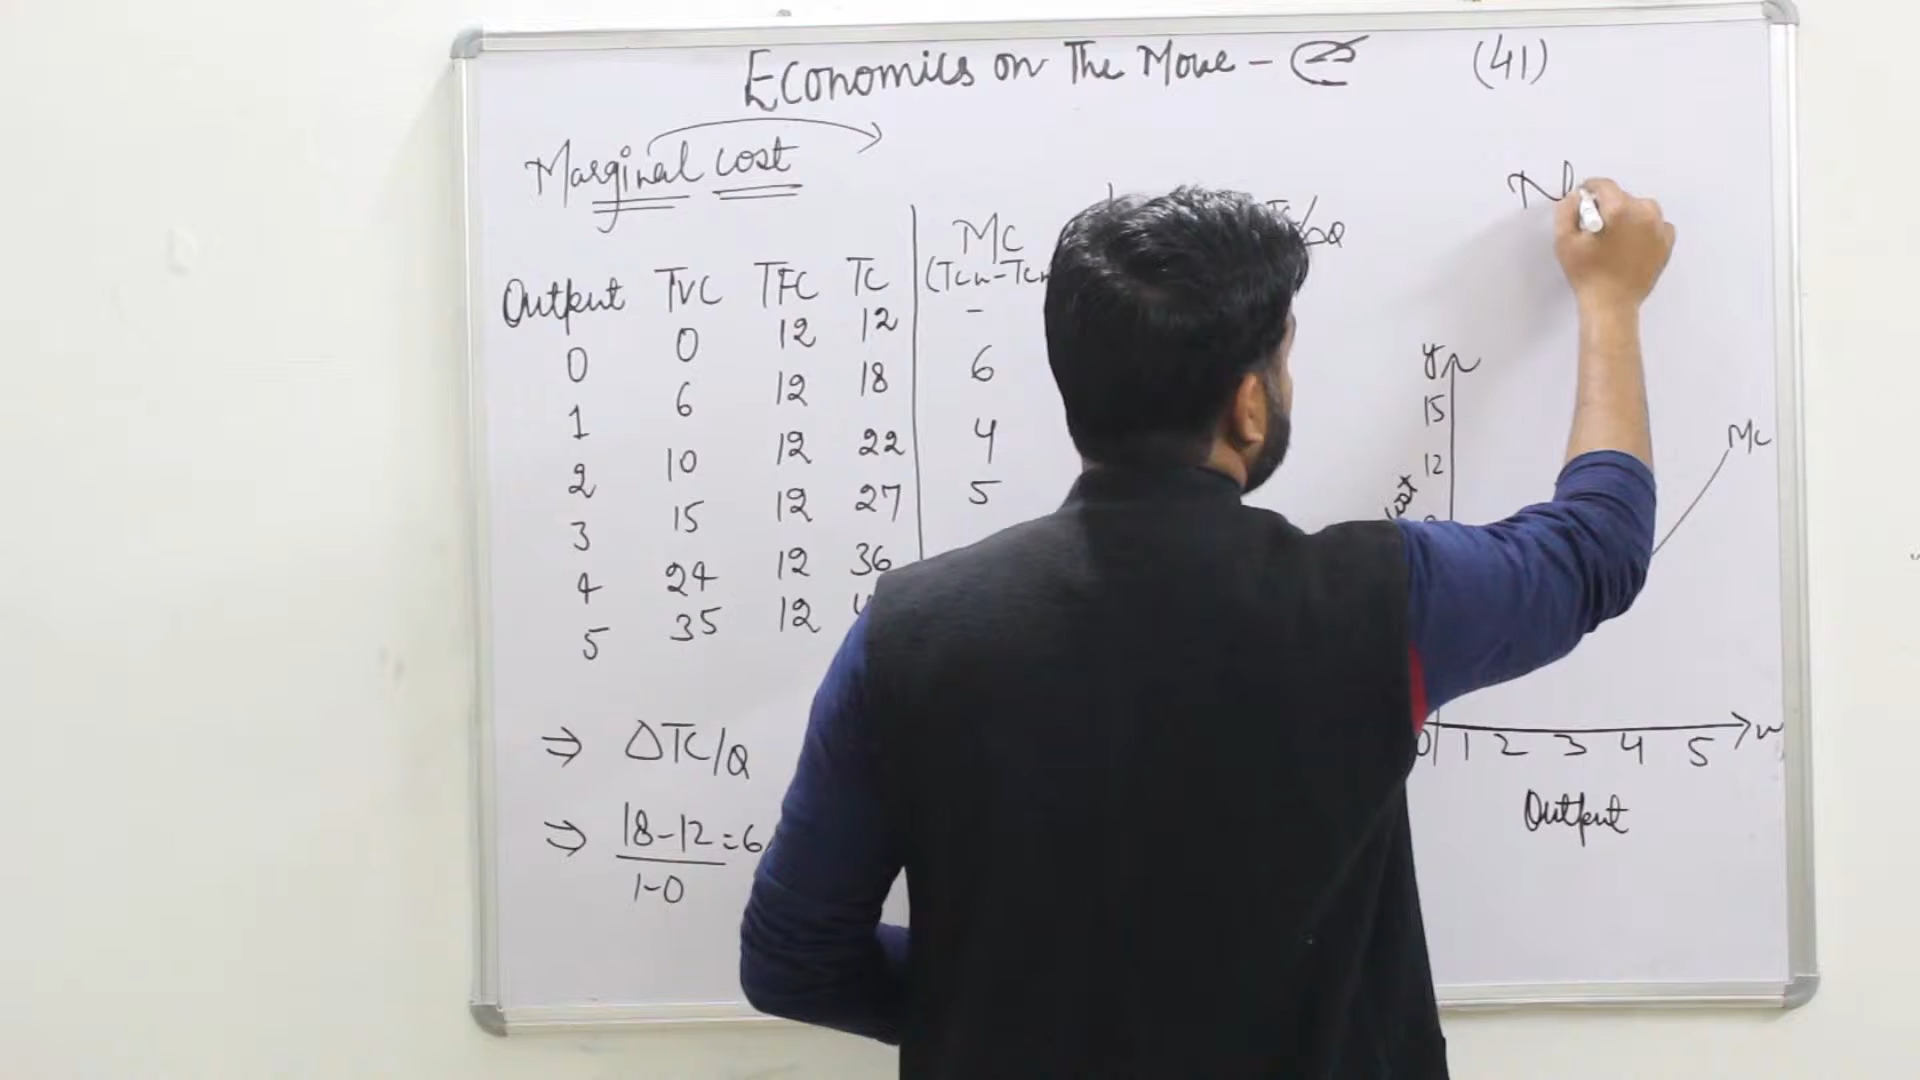 Economics on The Move - (41)
Marginal cost
MC
(TCn-TCn
Output TVC TFC TC
0 0 12 12 -
1 6 12 18 6
2 10 12 22 4
3 15 12 27 5
4 24 12 36
5 35 12
⇒ ΔTC/Q
⇒ 18-12 = 6
1-0
/ΔQ
y
15
12
cost
MC
0 1 2 3 4 5
Output